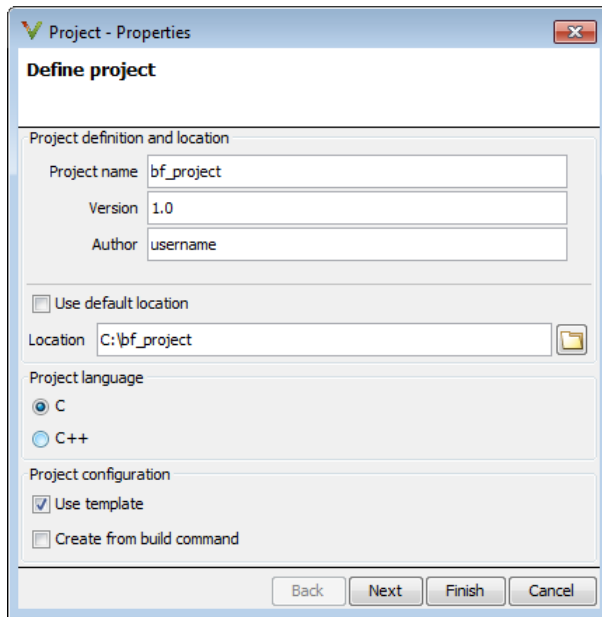 Project - Properties
Define project
Project definition and location
Project name bf_project
Version 1.0
Author username
Use default location
Location C:\bf_project
Project language
C
C++
Project configuration
Use template
Create from build command
Back Next Finish Cancel